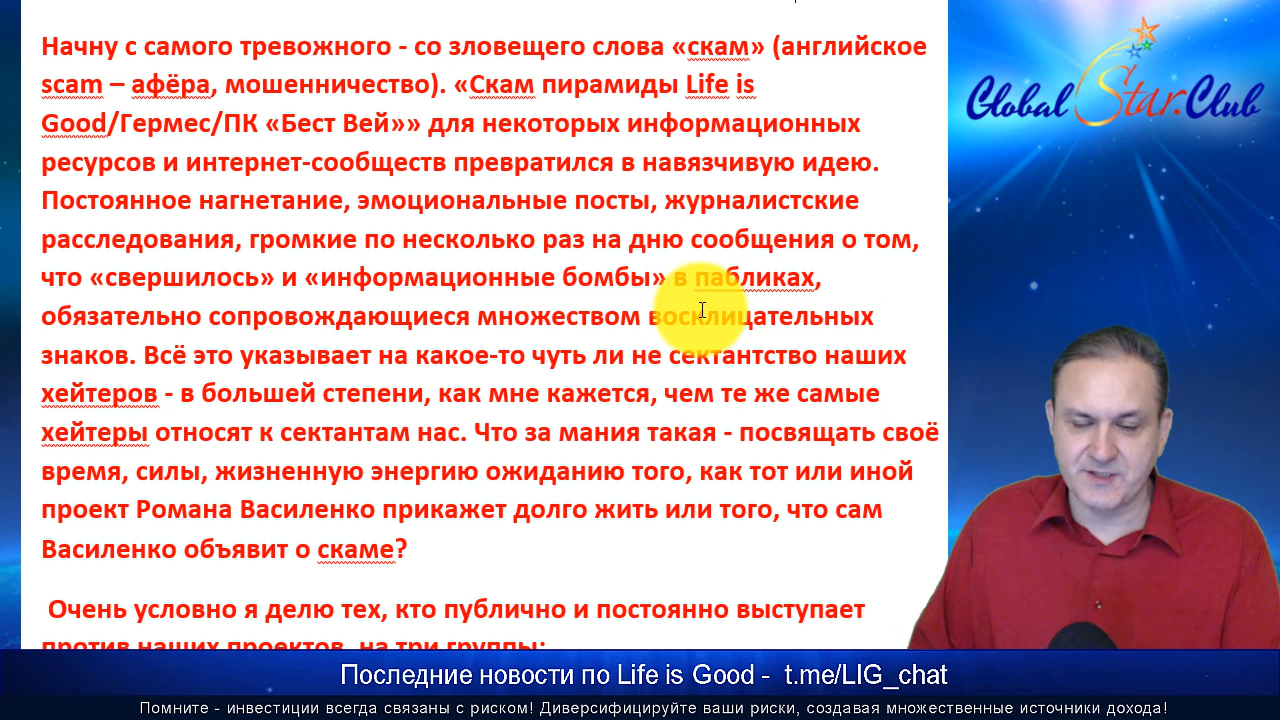 Начну с самого тревожного - со зловещего слова «скам» (английское
scam – афёра, мошенничество). «Скам пирамиды Life is
Good/Гермес/ПК «Бест Вей»» для некоторых информационных
ресурсов и интернет-сообществ превратился в навязчивую идею.
Постоянное нагнетание, эмоциональные посты, журналистские
расследования, громкие по несколько раз на дню сообщения о том,
что «свершилось» и «информационные бомбы» в пабликах,
обязательно сопровождающиеся множеством восклицательных
знаков. Всё это указывает на какое-то чуть ли не сектантство наших
хейтеров - в большей степени, как мне кажется, чем те же самые
хейтеры относят к сектантам нас. Что за мания такая - посвящать своё
время, силы, жизненную энергию ожиданию того, как тот или иной
проект Романа Василенко прикажет долго жить или того, что сам
Василенко объявит о скаме?
Очень условно я делю тех, кто публично и постоянно выступает
против наших проектов, на три группы:
Global Star.Club
Последние новости по Life is Good - t.me/LIG_chat
Помните - инвестиции всегда связаны с риском! Диверсифицируйте ваши риски, создавая множественные источники дохода!